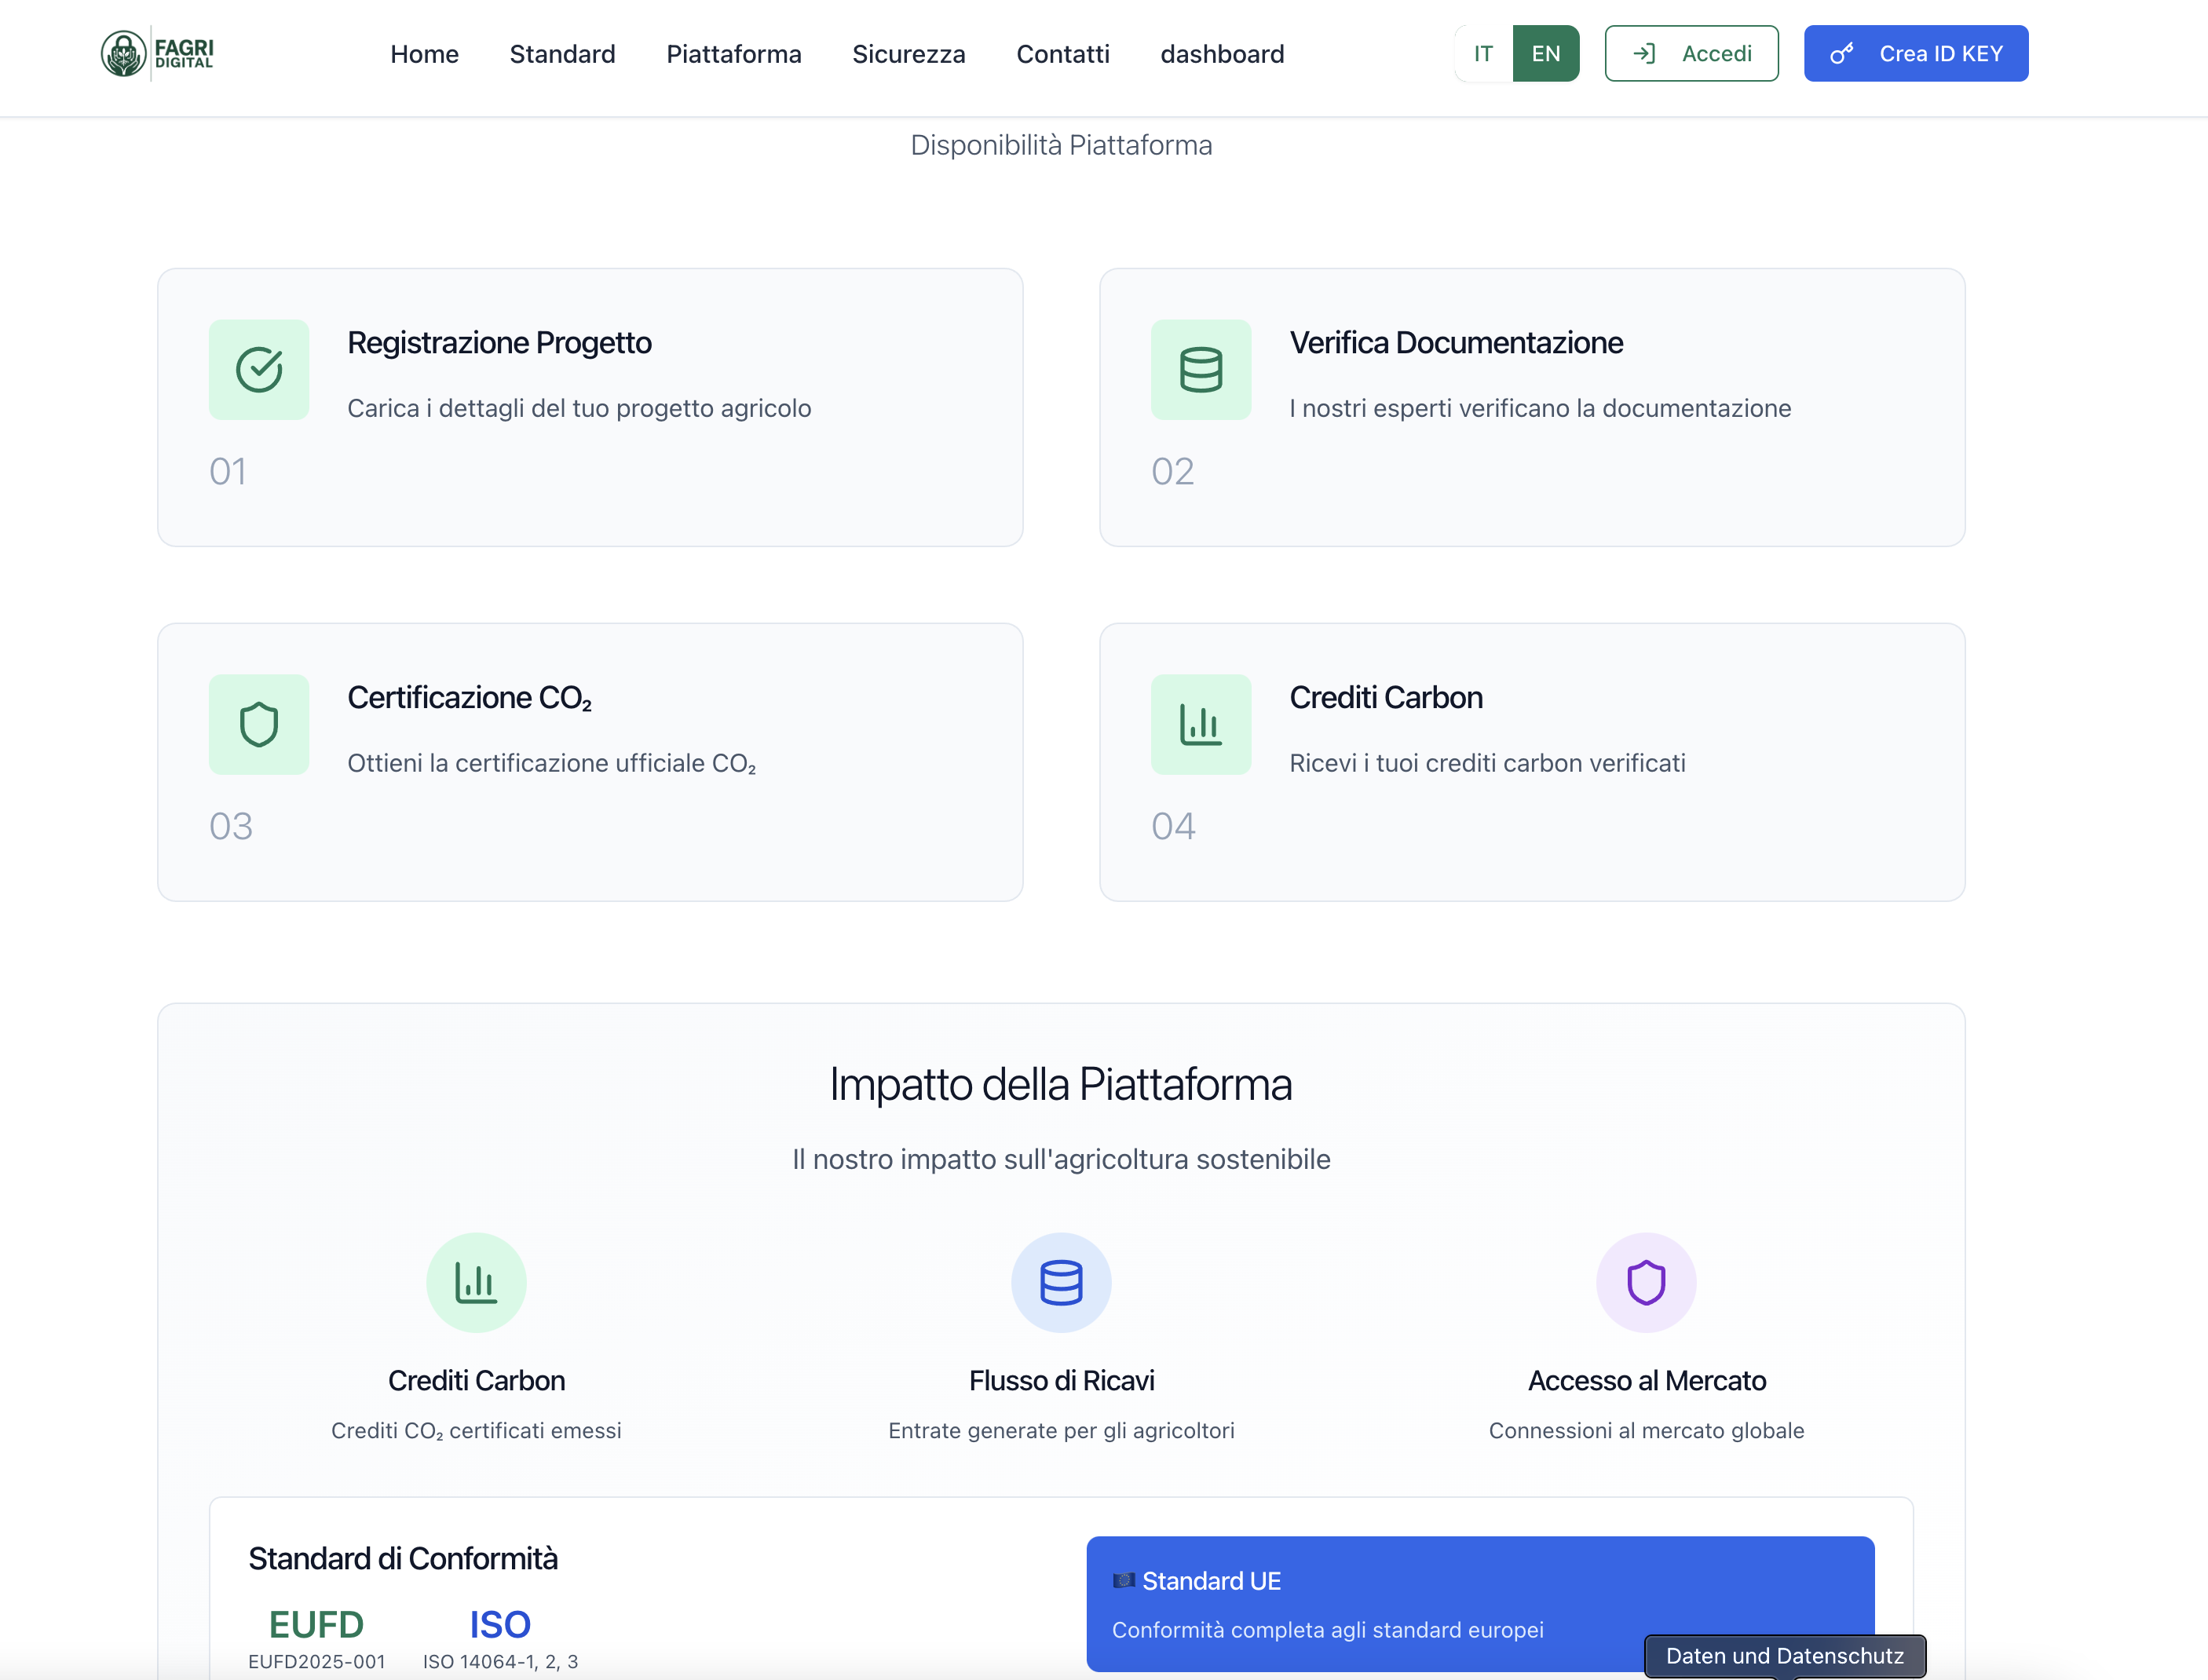 FAGRI
DIGITAL
Home
Standard
Piattaforma
Sicurezza
Contatti
dashboard
IT
EN
Accedi
Crea ID KEY
Disponibilità Piattaforma
Registrazione Progetto
Carica i dettagli del tuo progetto agricolo
01
Verifica Documentazione
I nostri esperti verificano la documentazione
02
Certificazione CO₂
Ottieni la certificazione ufficiale CO₂
03
Crediti Carbon
Ricevi i tuoi crediti carbon verificati
04
Impatto della Piattaforma
Il nostro impatto sull'agricoltura sostenibile
Crediti Carbon
Crediti CO₂ certificati emessi
Flusso di Ricavi
Entrate generate per gli agricoltori
Accesso al Mercato
Connessioni al mercato globale
Standard di Conformità
EUFD
EUFD2025-001
ISO
ISO 14064-1, 2, 3
Standard UE
Conformità completa agli standard europei
Daten und Datenschutz